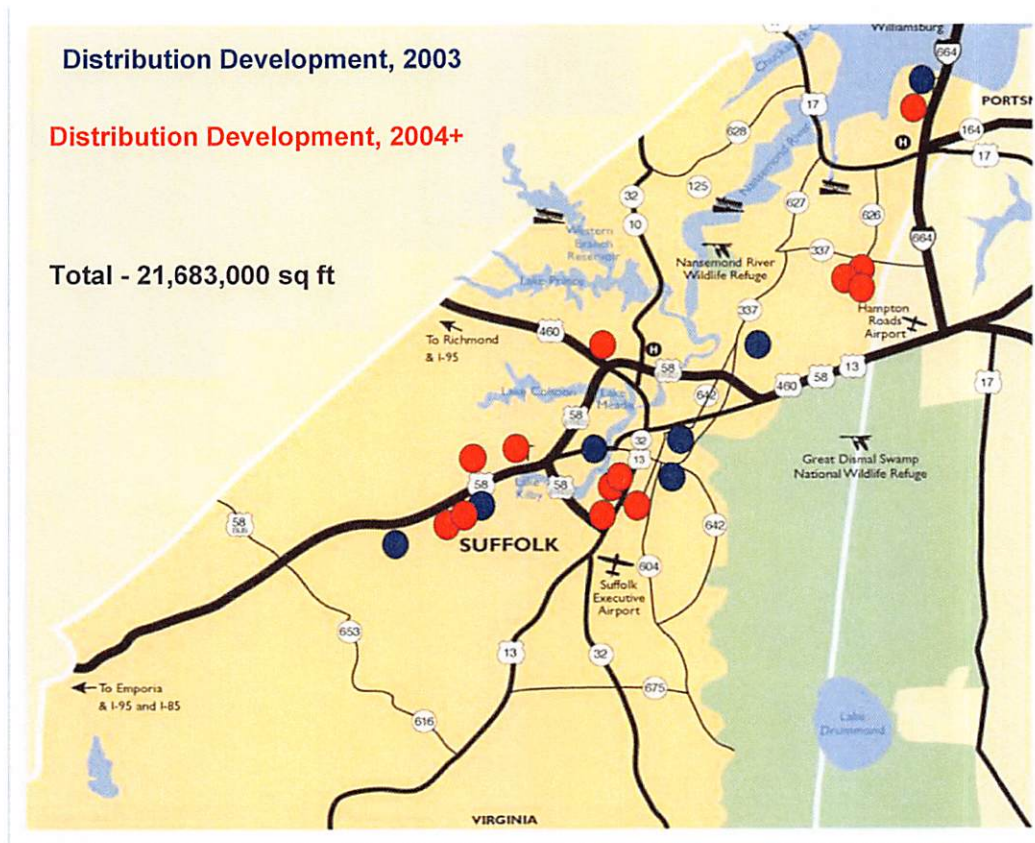 Distribution Development, 2003
Distribution Development, 2004+
Total - 21,683,000 sq ft
Williamsburg
664
PORTSM
17
164
H
17
628
Nansemond River
125
627
626
32
10
Western
Branch
Reservoir
337
664
Nansemond River
Wildlife Refuge
Lake Prince
337
Hampton
Roads
Airport
460
To Richmond
& I-95
H
58
460
58
13
17
Lake Cohoon
Lake
Meade
642
58
32
13
Great Dismal Swamp
National Wildlife Refuge
58
Lake
Kilby
58
58
BUS
642
SUFFOLK
604
Suffolk
Executive
Airport
653
13
32
675
To Emporia
& I-95 and I-85
616
Lake
Drummond
VIRGINIA